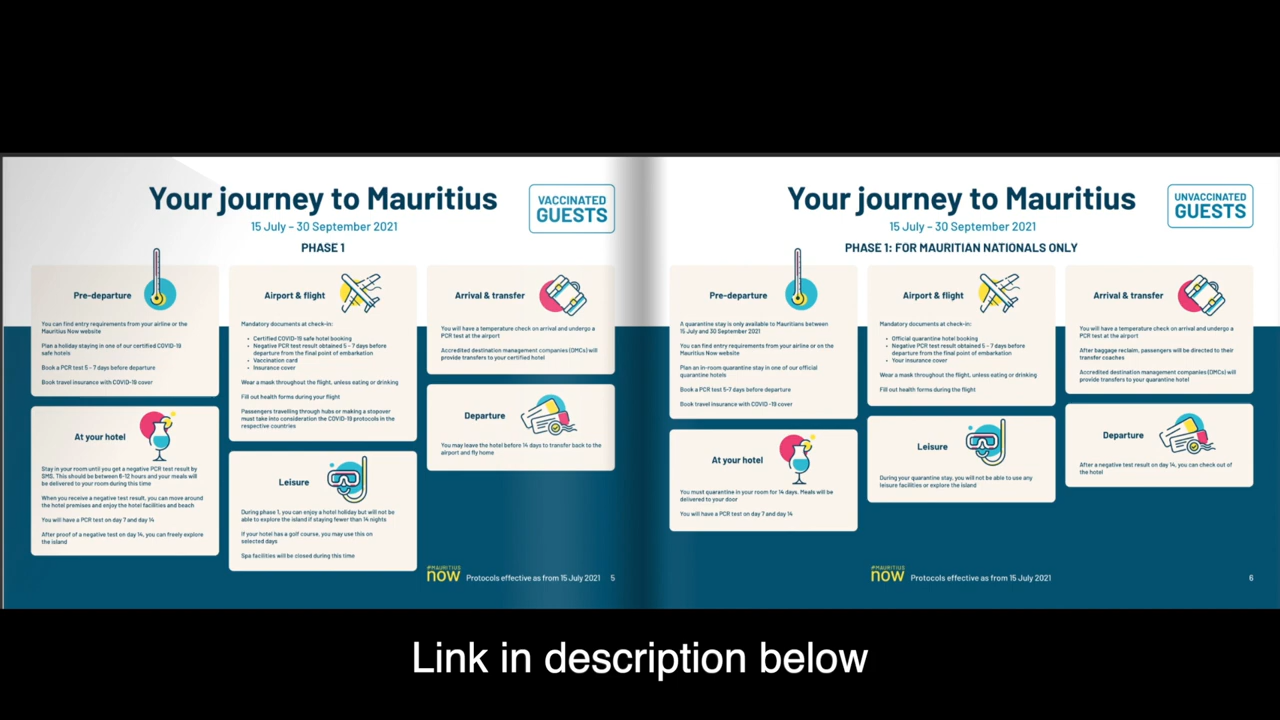 Your journey to Mauritius
VACCINATED
GUESTS
15 July – 30 September 2021
PHASE 1
Pre-departure
You can find entry requirements from your airline or the
Mauritius Now website
Plan a holiday staying in one of our certified COVID-19
safe hotels
Book a PCR test 5 - 7 days before departure
Book travel insurance with COVID-19 cover
At your hotel
Stay in your room until you get a negative PCR test result by
SMS. This should be between 6-12 hours and your meals will
be delivered to your room during this time
When you receive a negative test result, you can move around
the hotel premises and enjoy the hotel facilities and beach
You will have a PCR test on day 7 and day 14
After proof of a negative test on day 14, you can freely explore
the island
Airport & flight
Mandatory documents at check-in:
• Certified COVID-19 safe hotel booking
• Negative PCR test result obtained 5 – 7 days before
departure from the final point of embarkation
• Vaccination card
• Insurance cover
Wear a mask throughout the flight, unless eating or drinking
Fill out health forms during your flight
Passengers travelling through hubs or making a stopover
must take into consideration the COVID-19 protocols in the
respective countries
Leisure
During phase 1, you can enjoy a hotel holiday but will not be
able to explore the island if staying fewer than 14 nights
If your hotel has a golf course, you may use this on
selected days
Spa facilities will be closed during this time
Arrival & transfer
You will have a temperature check on arrival and undergo a
PCR test at the airport
Accredited destination management companies (DMCs) will
provide transfers to your certified hotel
Departure
You may leave the hotel before 14 days to transfer back to the
airport and fly home
#MAURITIUS
now
Protocols effective as from 15 July 2021 5
Your journey to Mauritius
UNVACCINATED
GUESTS
15 July – 30 September 2021
PHASE 1: FOR MAURITIAN NATIONALS ONLY
Pre-departure
A quarantine stay is only available to Mauritians between
15 July and 30 September 2021
You can find entry requirements from your airline or on the
Mauritius Now website
Plan an in-room quarantine stay in one of our official
quarantine hotels
Book a PCR test 5-7 days before departure
Book travel insurance with COVID -19 cover
At your hotel
You must quarantine in your room for 14 days. Meals will be
delivered to your door
You will have a PCR test on day 7 and day 14
Airport & flight
Mandatory documents at check-in:
• Official quarantine hotel booking
• Negative PCR test result obtained 5 – 7 days before
departure from the final point of embarkation
• Your insurance cover
Wear a mask throughout the flight, unless eating or drinking
Fill out health forms during the flight
Leisure
During your quarantine stay, you will not be able to use any
leisure facilities or explore the island
Arrival & transfer
You will have a temperature check on arrival and undergo a
PCR test at the airport
After baggage reclaim, passengers will be directed to their
transfer coaches
Accredited destination management companies (DMCs) will
provide transfers to your quarantine hotel
Departure
After a negative test result on day 14, you can check out of
the hotel
#MAURITIUS
now
Protocols effective as from 15 July 2021
6
Link in description below